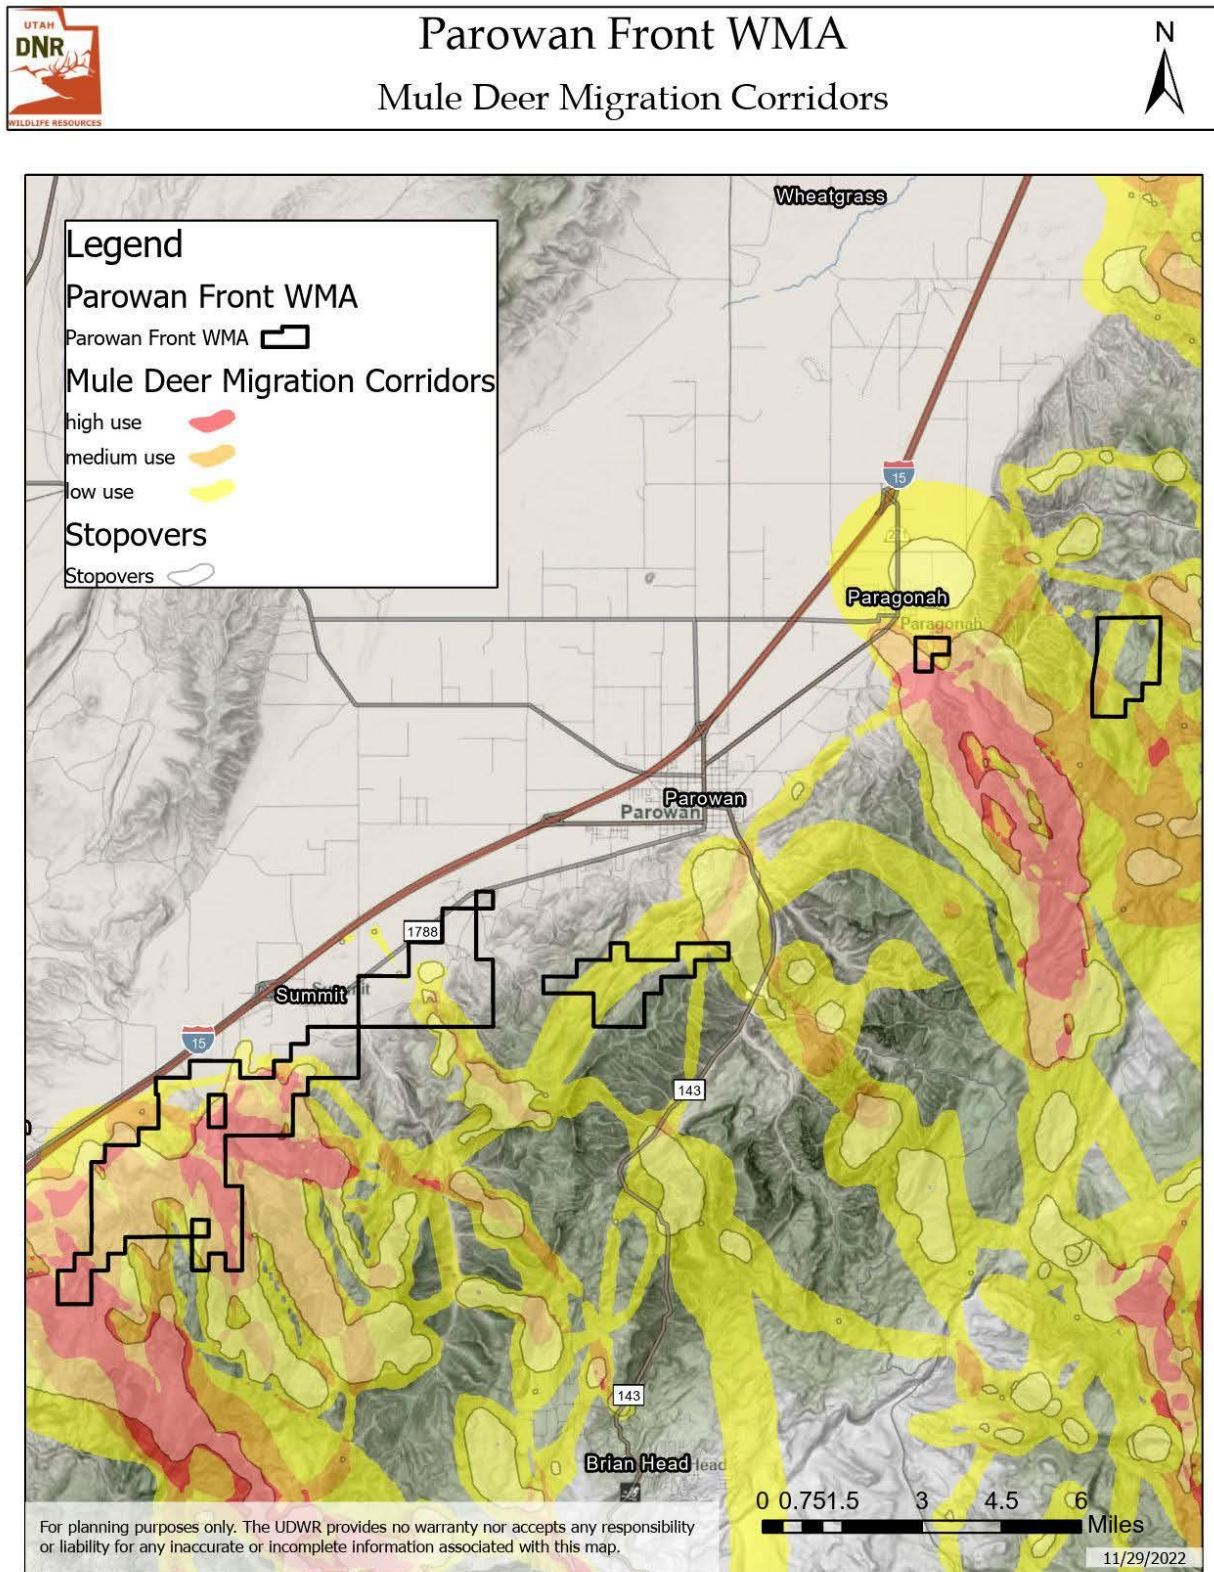 UTAH
DNR
WILDLIFE RESOURCES
Parowan Front WMA
Mule Deer Migration Corridors
N
Wheatgrass
Legend
Parowan Front WMA
Parowan Front WMA
Mule Deer Migration Corridors
high use
medium use
low use
Stopovers
Stopovers
15
Paragonah
Paragonah
Parowan
Parowan
1788
Summit
15
143
143
Brian Head
Head
0 0.75 1.5 3 4.5 6
Miles
For planning purposes only. The UDWR provides no warranty nor accepts any responsibility
or liability for any inaccurate or incomplete information associated with this map.
11/29/2022